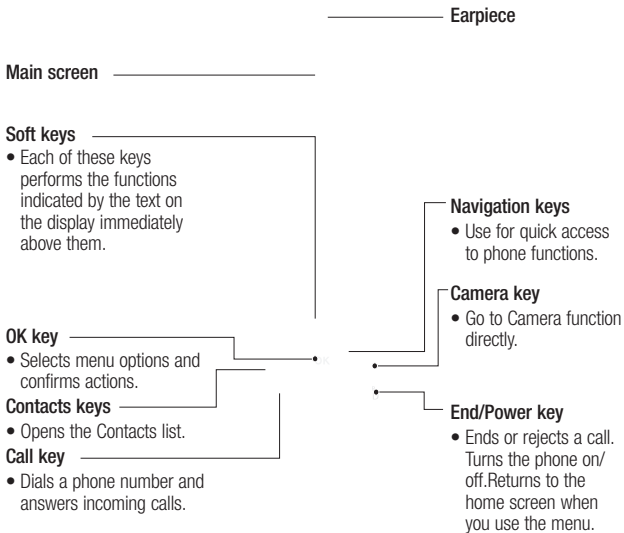 Earpiece
Main screen
Soft keys
• Each of these keys
performs the functions
indicated by the text on
the display immediately
above them.
Navigation keys
• Use for quick access
to phone functions.
Camera key
• Go to Camera function
directly.
OK key
• Selects menu options and
confirms actions.
Contacts keys
• Opens the Contacts list.
Call key
• Dials a phone number and
answers incoming calls.
End/Power key
• Ends or rejects a call.
Turns the phone on/
off.Returns to the
home screen when
you use the menu.